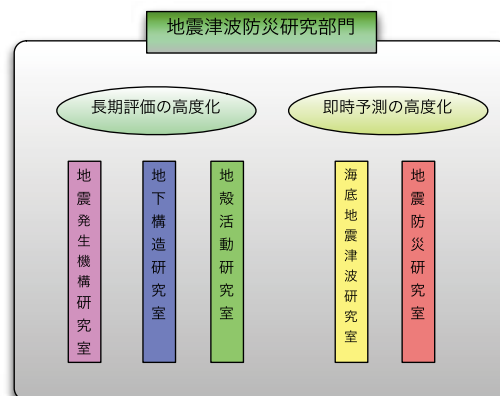 地震津波防災研究部門
長期評価の高度化
即時予測の高度化
地震発生機構研究室
地下構造研究室
地殻活動研究室
海底地震津波研究室
地震防災研究室